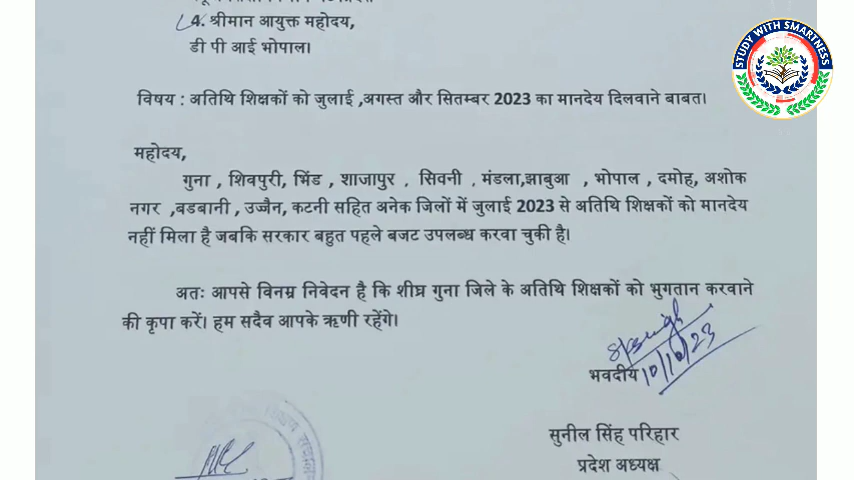 4. श्रीमान आयुक्त महोदय,
डी पी आई भोपाल।
STUDY WITH SMARTNESS
विषय : अतिथि शिक्षकों को जुलाई ,अगस्त और सितम्बर 2023 का मानदेय दिलवाने बाबत।
महोदय,
गुना , शिवपुरी, भिंड , शाजापुर , सिवनी , मंडला,झाबुआ , भोपाल , दमोह, अशोक
नगर ,बडबानी , उज्जैन, कटनी सहित अनेक जिलों में जुलाई 2023 से अतिथि शिक्षकों को मानदेय
नहीं मिला है जबकि सरकार बहुत पहले बजट उपलब्ध करवा चुकी है।
अतः आपसे विनम्र निवेदन है कि शीघ्र गुना जिले के अतिथि शिक्षकों को भुगतान करवाने
की कृपा करें। हम सदैव आपके ऋणी रहेंगे।
भवदीय 10/10/23
सुनील सिंह परिहार
प्रदेश अध्यक्ष